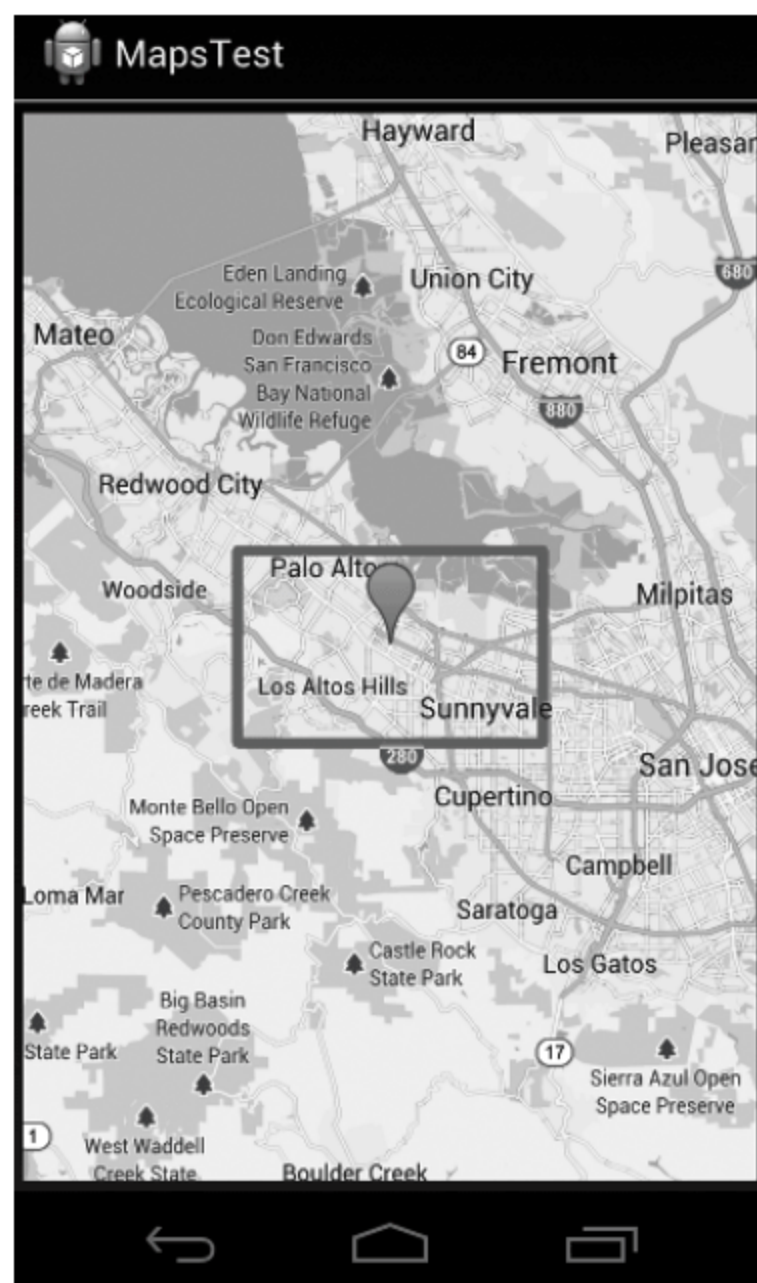 MapsTest
Hayward
Pleasar
680
Eden Landing
Ecological Reserve
Union City
Mateo
Don Edwards
San Francisco
Bay National
Wildlife Refuge
84
Fremont
880
Redwood City
Palo Alto
Woodside
Milpitas
rte de Madera
reek Trail
Los Altos Hills
Sunnyvale
280
San Jose
Cupertino
Monte Bello Open
Space Preserve
Campbell
Loma Mar
Pescadero Creek
County Park
Saratoga
Castle Rock
State Park
Los Gatos
Big Basin
Redwoods
State Park
State Park
17
Sierra Azul Open
Space Preserve
1
West Waddell
Creek State
Boulder Creek